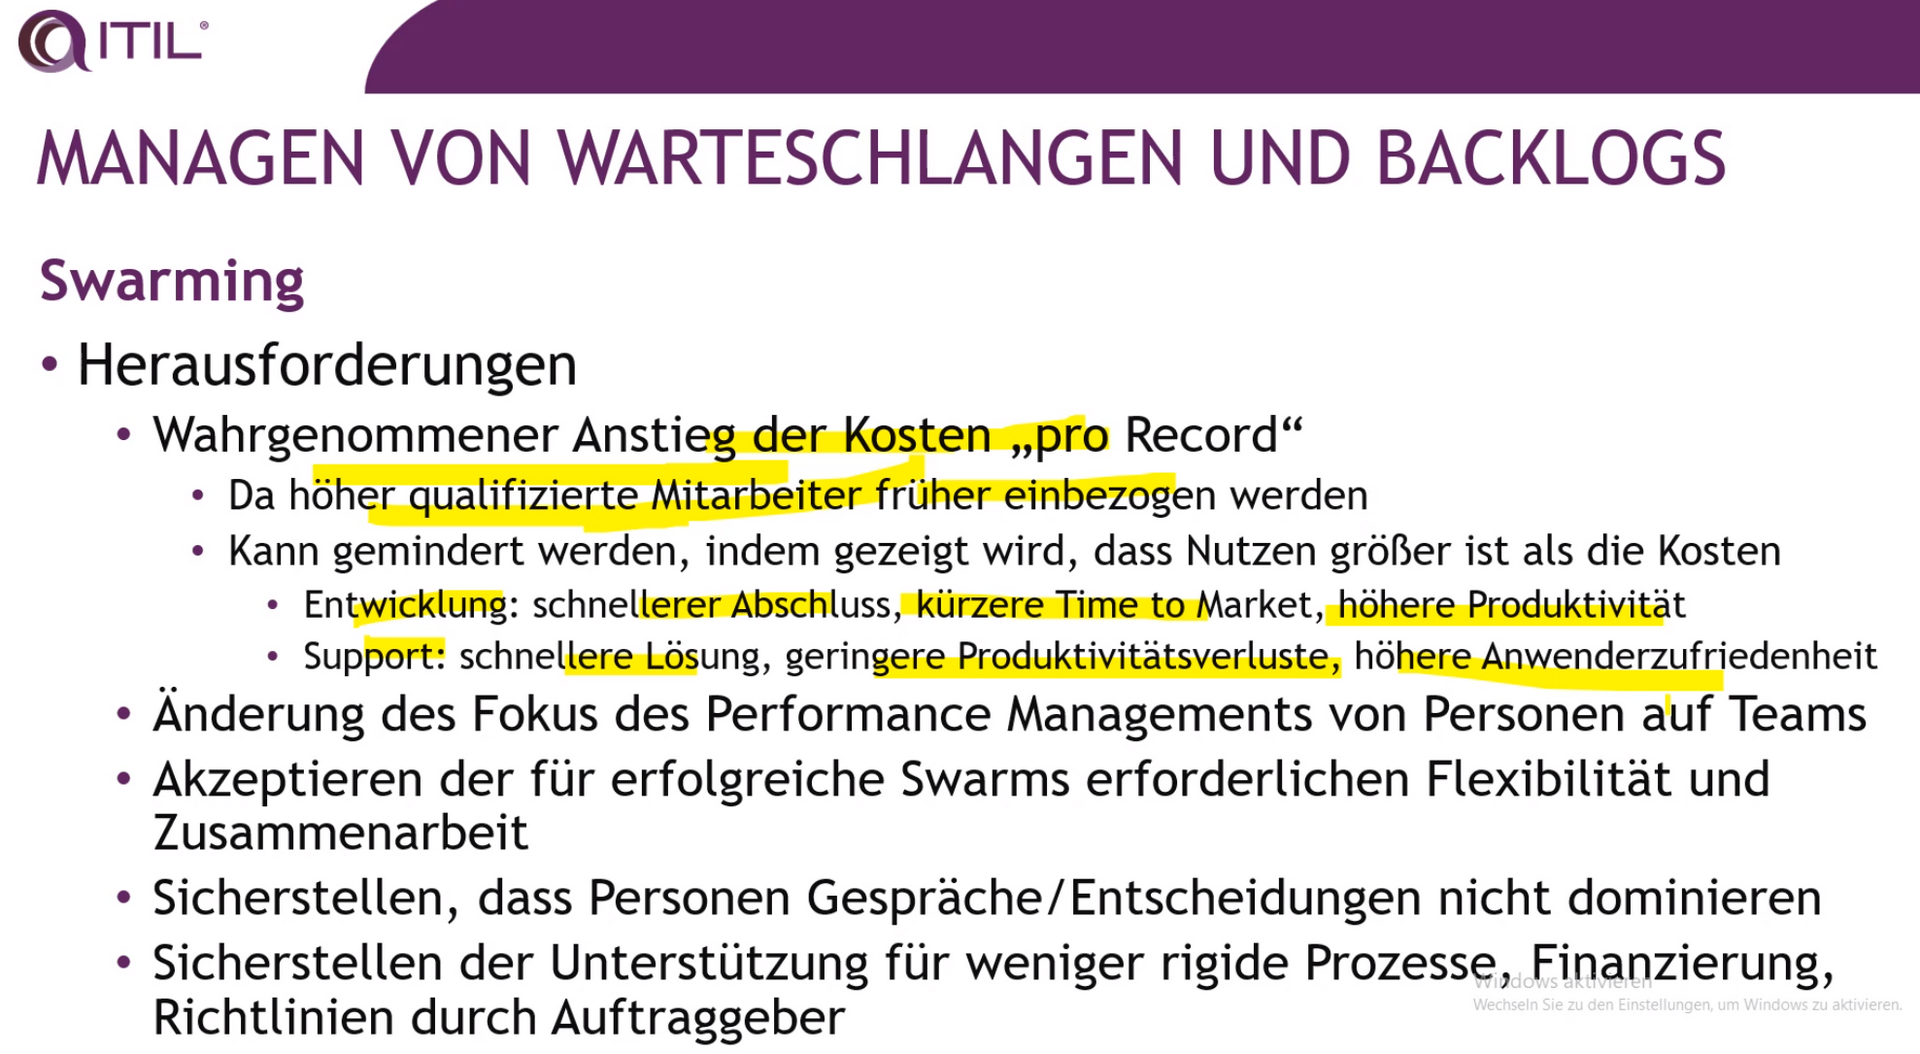 ITIL®
MANAGEN VON WARTESCHLANGEN UND BACKLOGS
Swarming
• Herausforderungen
• Wahrgenommener Anstieg der Kosten „pro Record“
• Da höher qualifizierte Mitarbeiter früher einbezogen werden
• Kann gemindert werden, indem gezeigt wird, dass Nutzen größer ist als die Kosten
• Entwicklung: schnellerer Abschluss, kürzere Time to Market, höhere Produktivität
• Support: schnellere Lösung, geringere Produktivitätsverluste, höhere Anwenderzufriedenheit
• Änderung des Fokus des Performance Managements von Personen auf Teams
• Akzeptieren der für erfolgreiche Swarms erforderlichen Flexibilität und
Zusammenarbeit
• Sicherstellen, dass Personen Gespräche/Entscheidungen nicht dominieren
• Sicherstellen der Unterstützung für weniger rigide Prozesse, Finanzierung,
Richtlinien durch Auftraggeber
Windows aktivieren
Wechseln Sie zu den Einstellungen, um Windows zu aktivieren.